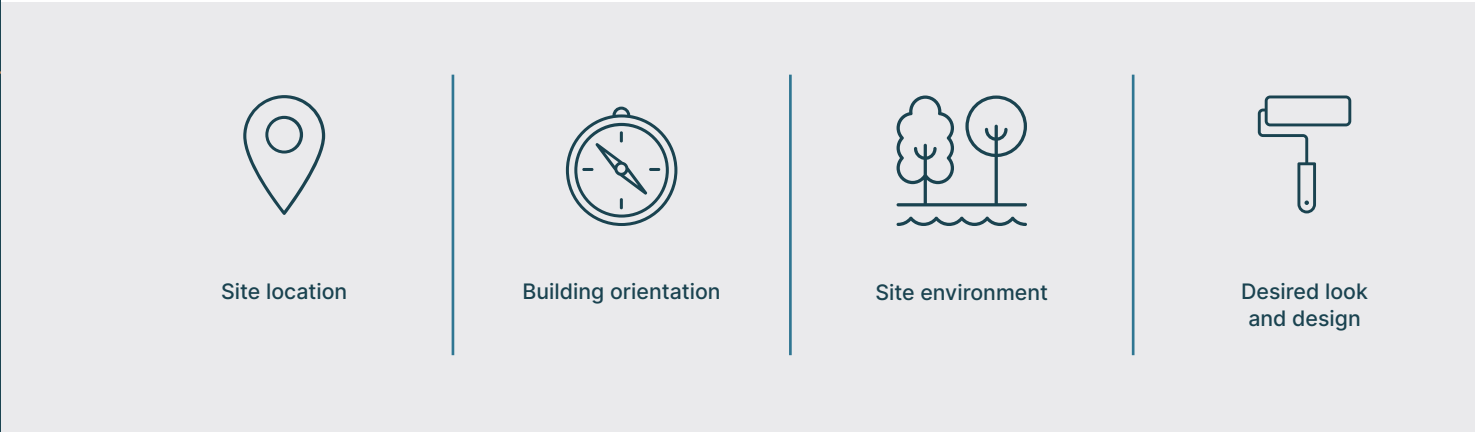 Site location
Building orientation
Site environment
Desired look
and design